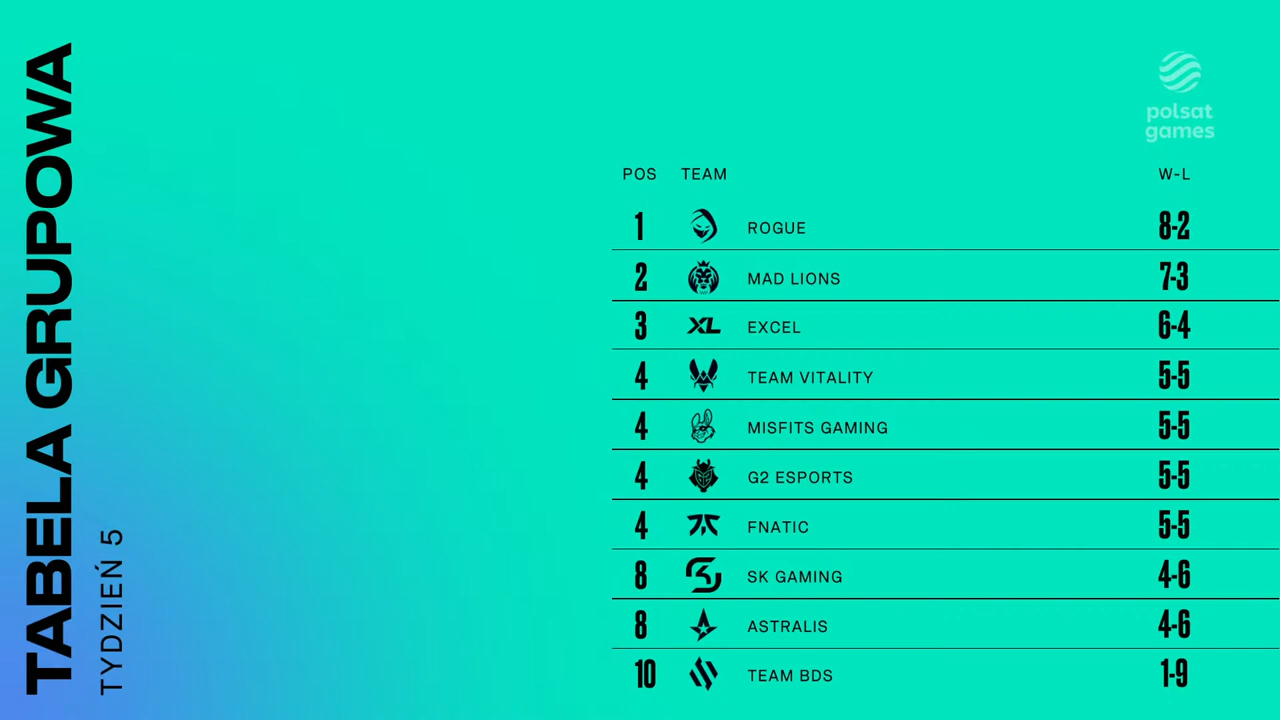 TABELA GRUPOWA
TYDZIEŃ 5
polsat
games
POS TEAM W-L
1 ROGUE 8-2
2 MAD LIONS 7-3
3 XL EXCEL 6-4
4 TEAM VITALITY 5-5
4 MISFITS GAMING 5-5
4 G2 ESPORTS 5-5
4 FNATIC 5-5
8 SK GAMING 4-6
8 ASTRALIS 4-6
10 TEAM BDS 1-9